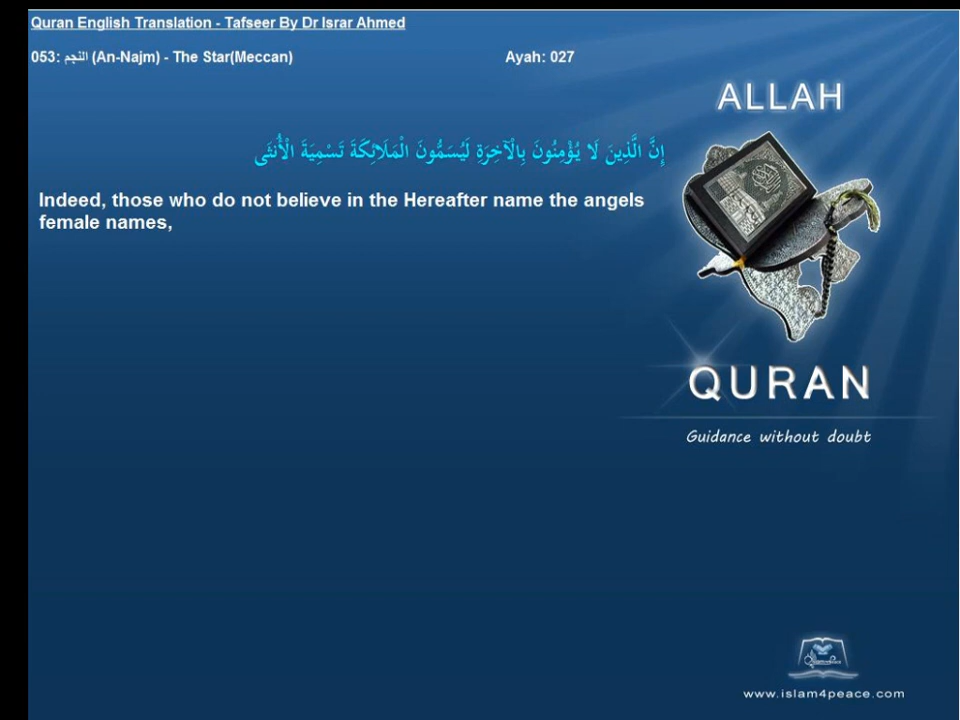 Quran English Translation - Tafseer By Dr Israr Ahmed
053: النجم (An-Najm) - The Star(Meccan) Ayah: 027
ALLAH
إِنَّ الَّذِينَ لَا يُؤْمِنُونَ بِالْآخِرَةِ لَيُسَمُّونَ الْمَلَائِكَةَ تَسْمِيَةَ الْأُنثَى
Indeed, those who do not believe in the Hereafter name the angels
female names,
QURAN
Guidance without doubt
www.islam4peace.com